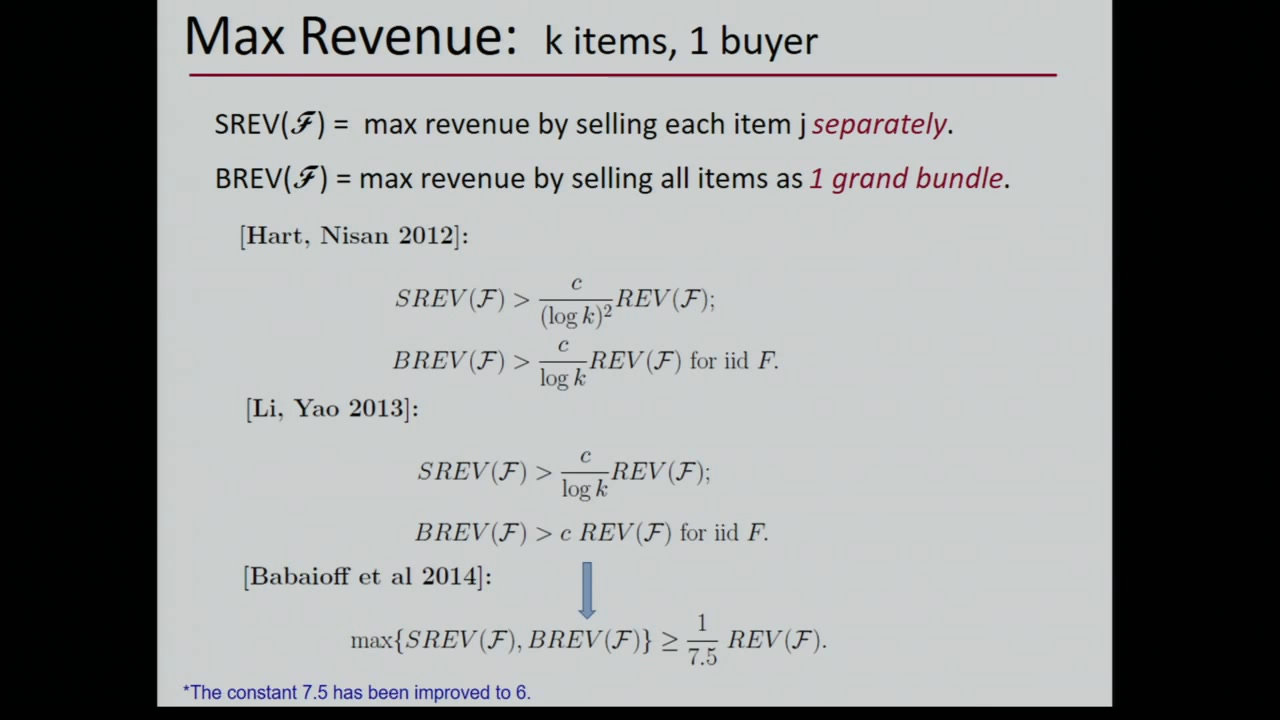 Max Revenue: k items, 1 buyer
SREV(ℱ) = max revenue by selling each item j separately.
BREV(ℱ) = max revenue by selling all items as 1 grand bundle.
[Hart, Nisan 2012]:
SREV(ℱ) > c/(log k)² REV(ℱ);
BREV(ℱ) > c/log k REV(ℱ) for iid F.
[Li, Yao 2013]:
SREV(ℱ) > c/log k REV(ℱ);
BREV(ℱ) > c REV(ℱ) for iid F.
[Babaioff et al 2014]:
max{SREV(ℱ), BREV(ℱ)} ≥ 1/7.5 REV(ℱ).
*The constant 7.5 has been improved to 6.